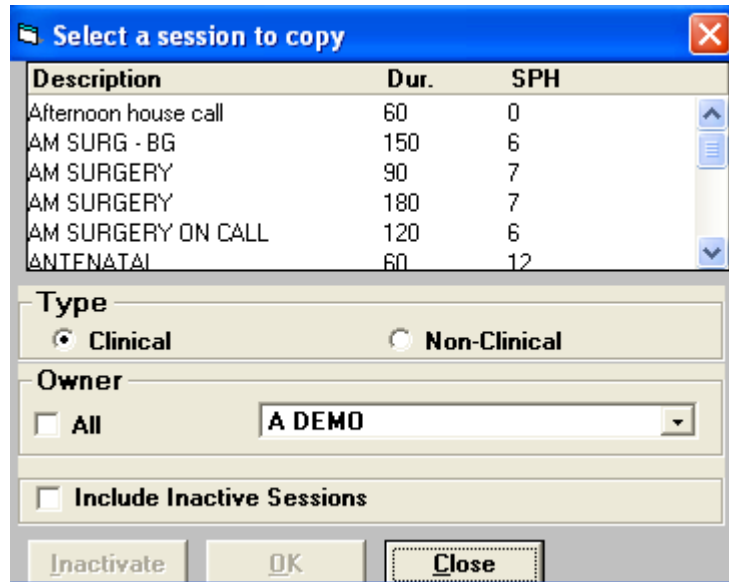 Select a session to copy
Description Dur. SPH
Afternoon house call 60 0
AM SURG - BG 150 6
AM SURGERY 90 7
AM SURGERY 180 7
AM SURGERY ON CALL 120 6
ANTENATAL 60 12
Type
Clinical Non-Clinical
Owner
All A DEMO
Include Inactive Sessions
Inactivate OK Close